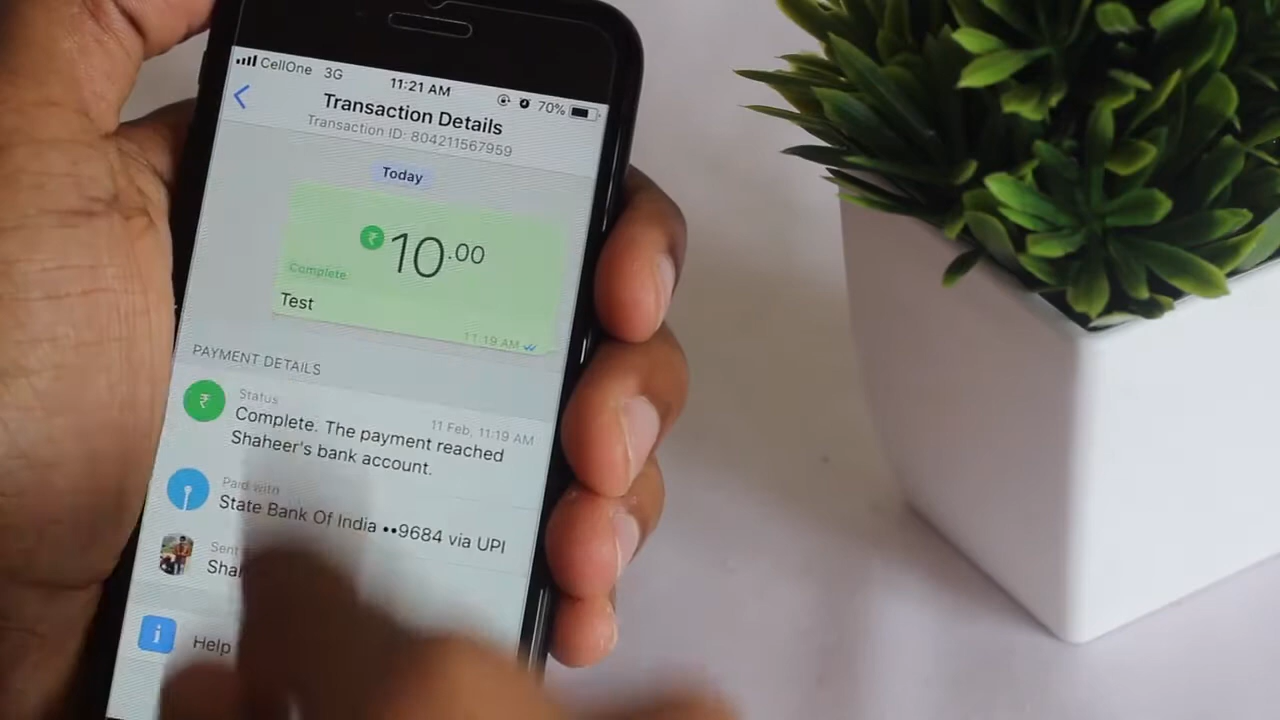 CellOne 3G 11:21 AM 70%
Transaction Details
Transaction ID: 804211567959
Today
₹10.00
Complete
Test
11:19 AM
PAYMENT DETAILS
Status
11 Feb, 11:19 AM
Complete. The payment reached
Shaheer's bank account.
Paid with
State Bank Of India ••9684 via UPI
Sent
Help